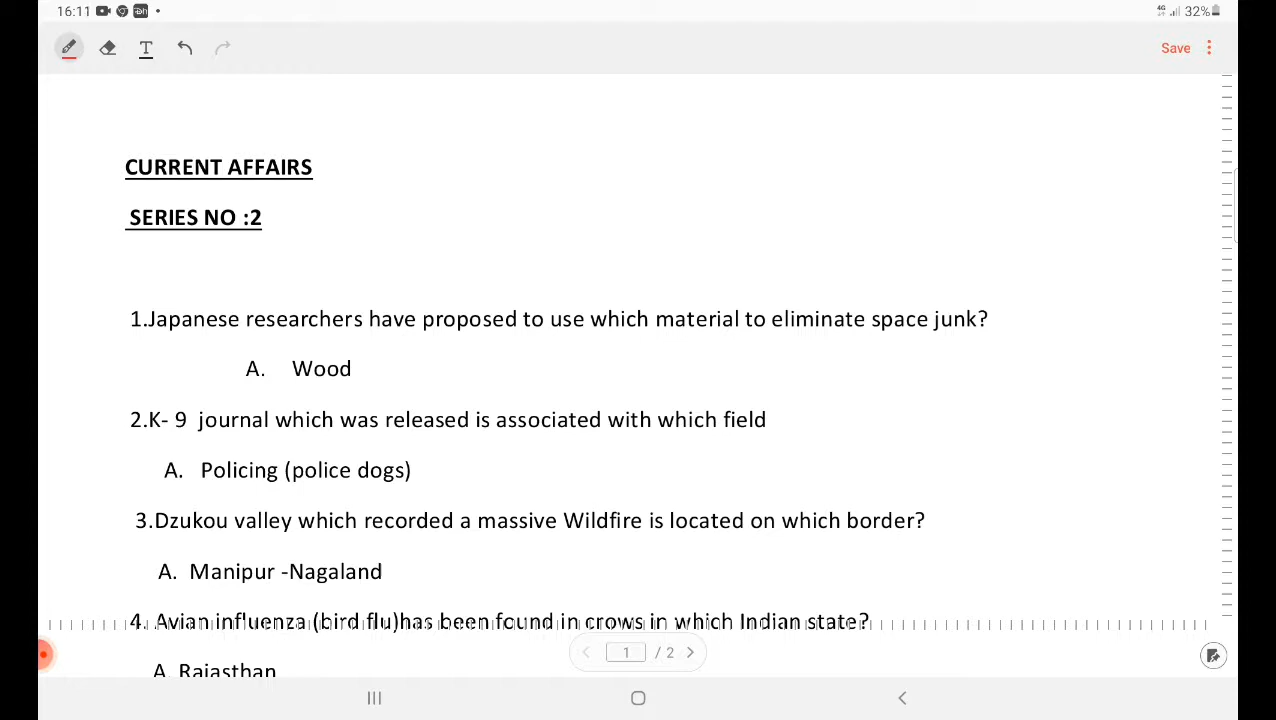 16:11 4G 32%
T Save
CURRENT AFFAIRS
SERIES NO :2
1.Japanese researchers have proposed to use which material to eliminate space junk?
A. Wood
2.K- 9 journal which was released is associated with which field
A. Policing (police dogs)
3.Dzukou valley which recorded a massive Wildfire is located on which border?
A. Manipur -Nagaland
4. Avian influenza (bird flu)has been found in crows in which Indian state?
1 / 2
A. Rajasthan